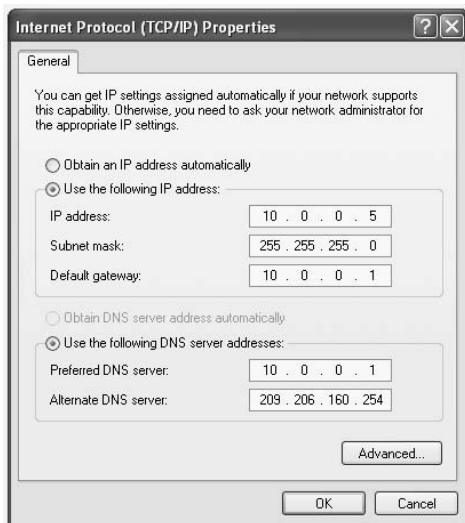 Internet Protocol (TCP/IP) Properties
General
You can get IP settings assigned automatically if your network supports
this capability. Otherwise, you need to ask your network administrator for
the appropriate IP settings.
Obtain an IP address automatically
Use the following IP address:
IP address: 10 . 0 . 0 . 5
Subnet mask: 255 . 255 . 255 . 0
Default gateway: 10 . 0 . 0 . 1
Obtain DNS server address automatically
Use the following DNS server addresses:
Preferred DNS server: 10 . 0 . 0 . 1
Alternate DNS server: 209 . 206 . 160 . 254
Advanced...
OK Cancel